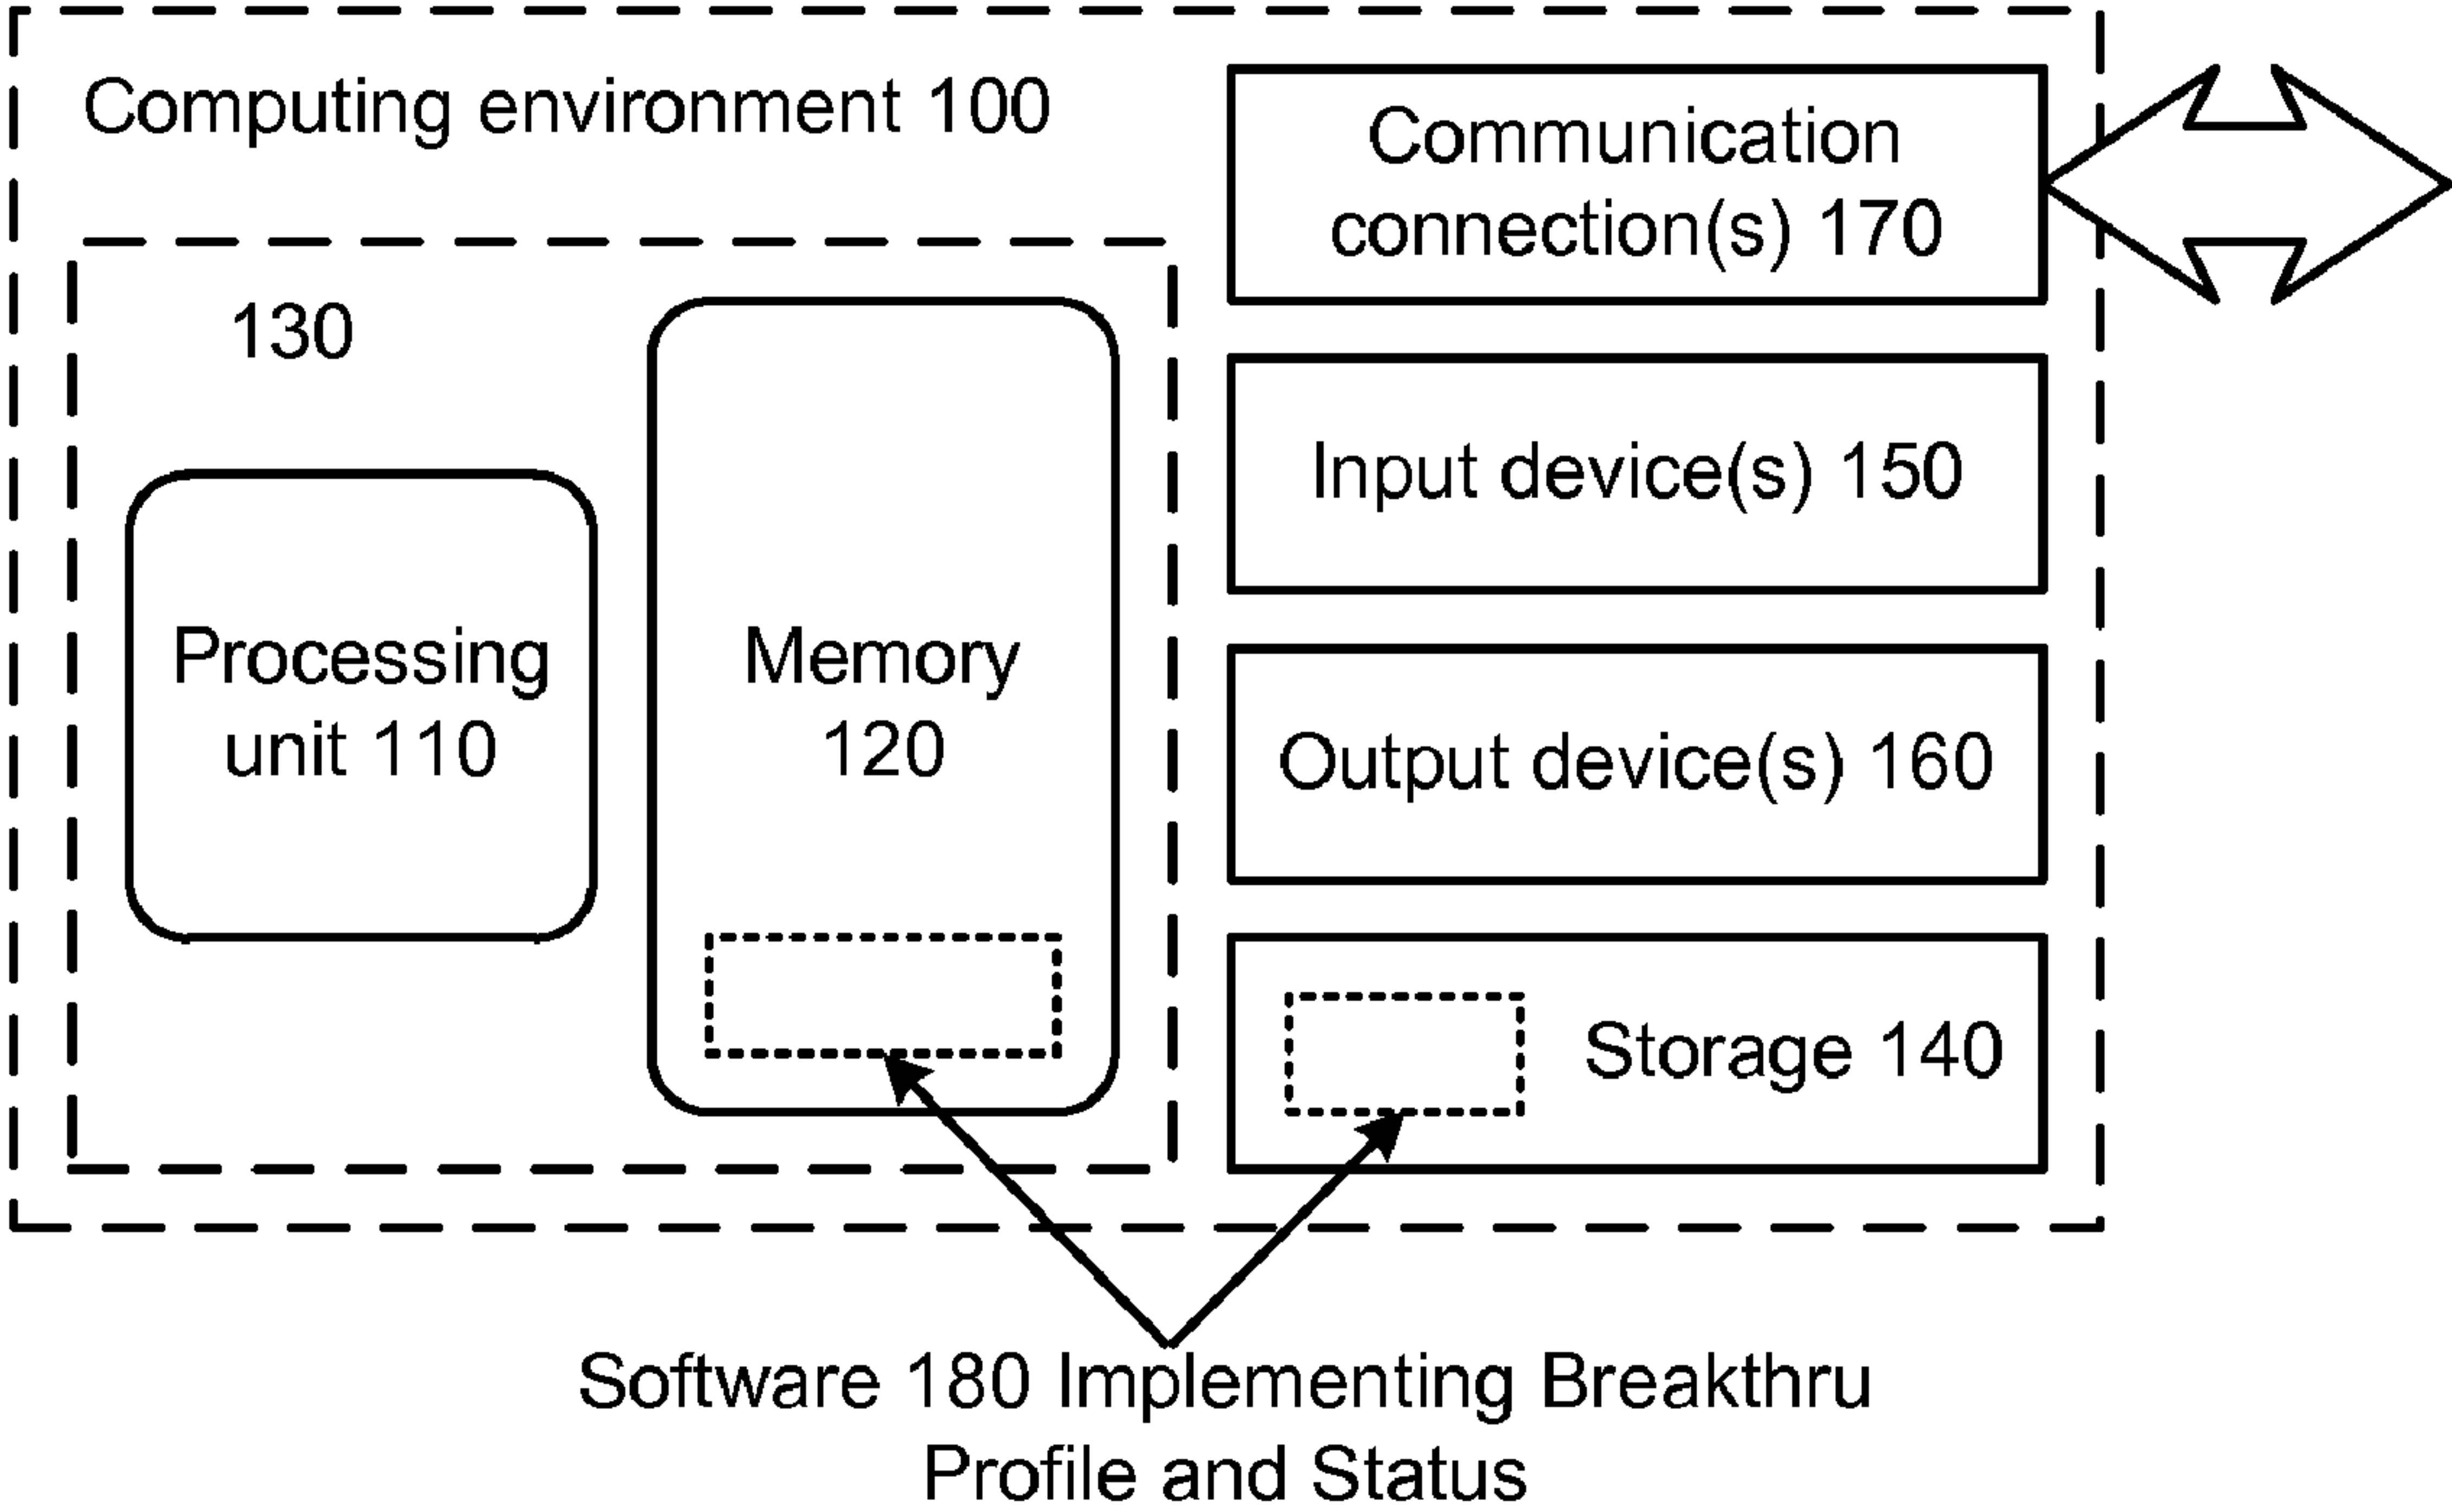 Computing environment 100
130
Processing
unit 110
Memory
120
Communication
connection(s) 170
Input device(s) 150
Output device(s) 160
Storage 140
Software 180 Implementing Breakthru
Profile and Status